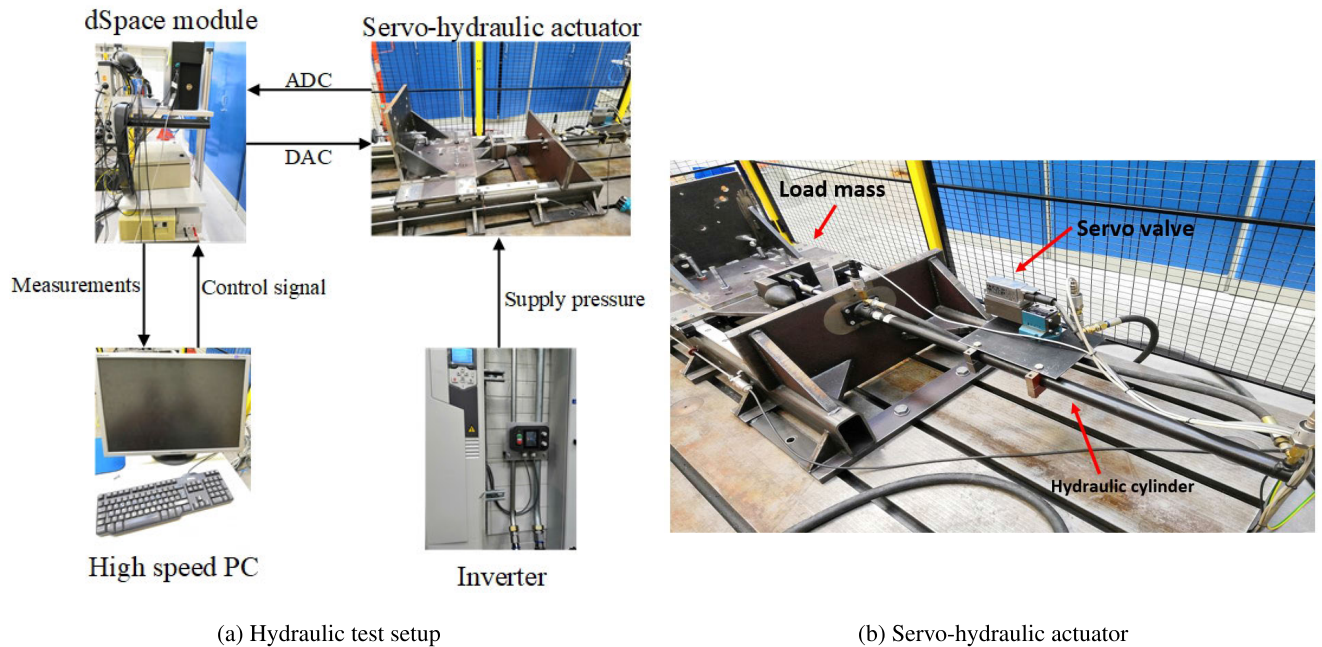 dSpace module
Servo-hydraulic actuator
ADC
DAC
Measurements
Control signal
Supply pressure
High speed PC
Inverter
(a) Hydraulic test setup
Load mass
Servo valve
Hydraulic cylinder
(b) Servo-hydraulic actuator